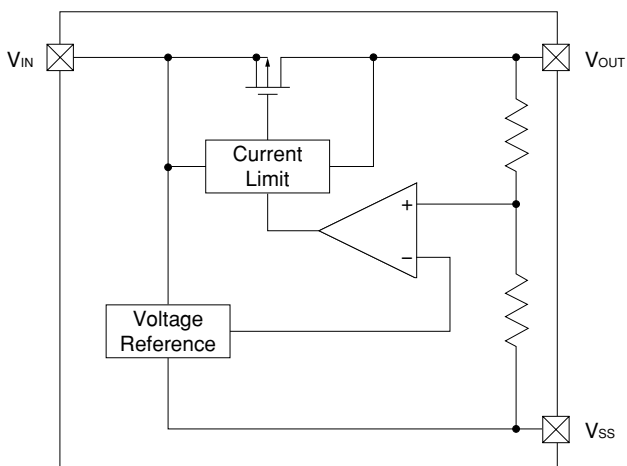 VIN
VOUT
Current
Limit
+
−
Voltage
Reference
VSS